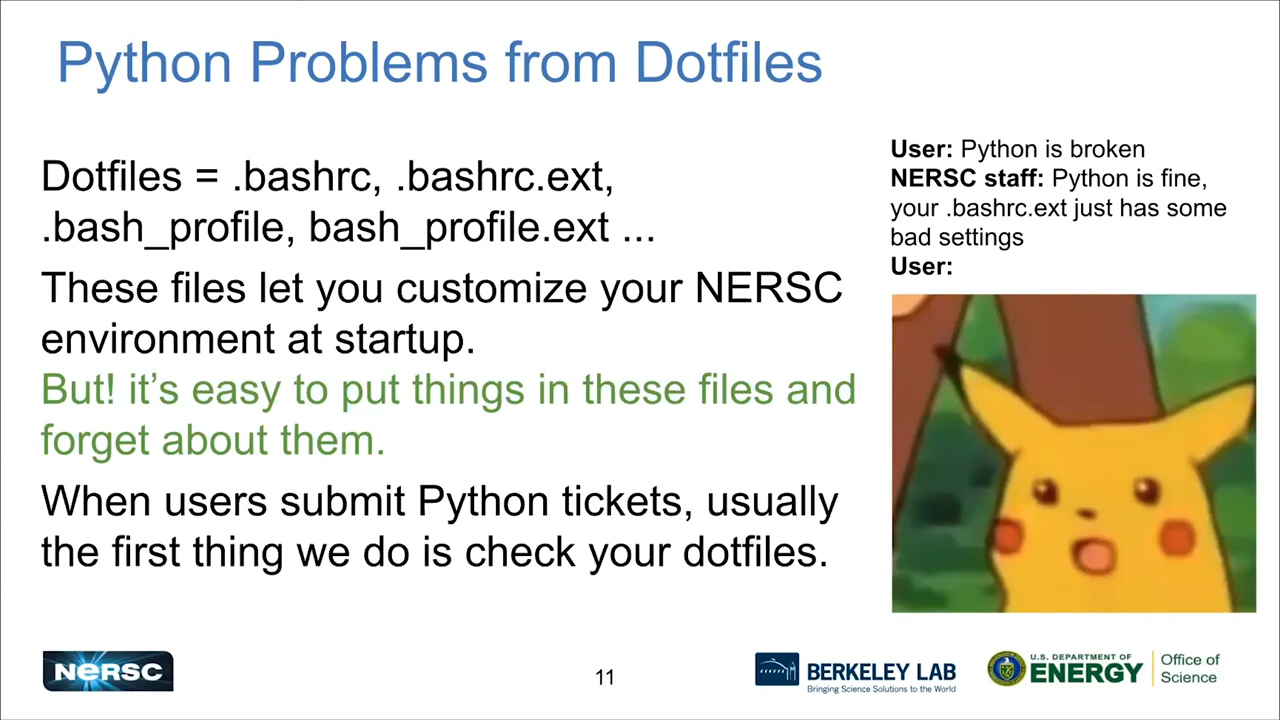 Python Problems from Dotfiles
Dotfiles = .bashrc, .bashrc.ext,
.bash_profile, bash_profile.ext ...
These files let you customize your NERSC
environment at startup.
But! it's easy to put things in these files and
forget about them.
When users submit Python tickets, usually
the first thing we do is check your dotfiles.
User: Python is broken
NERSC staff: Python is fine,
your .bashrc.ext just has some
bad settings
User:
NERSC
11
BERKELEY LAB
Bringing Science Solutions to the World
U.S. DEPARTMENT OF
ENERGY
Office of
Science